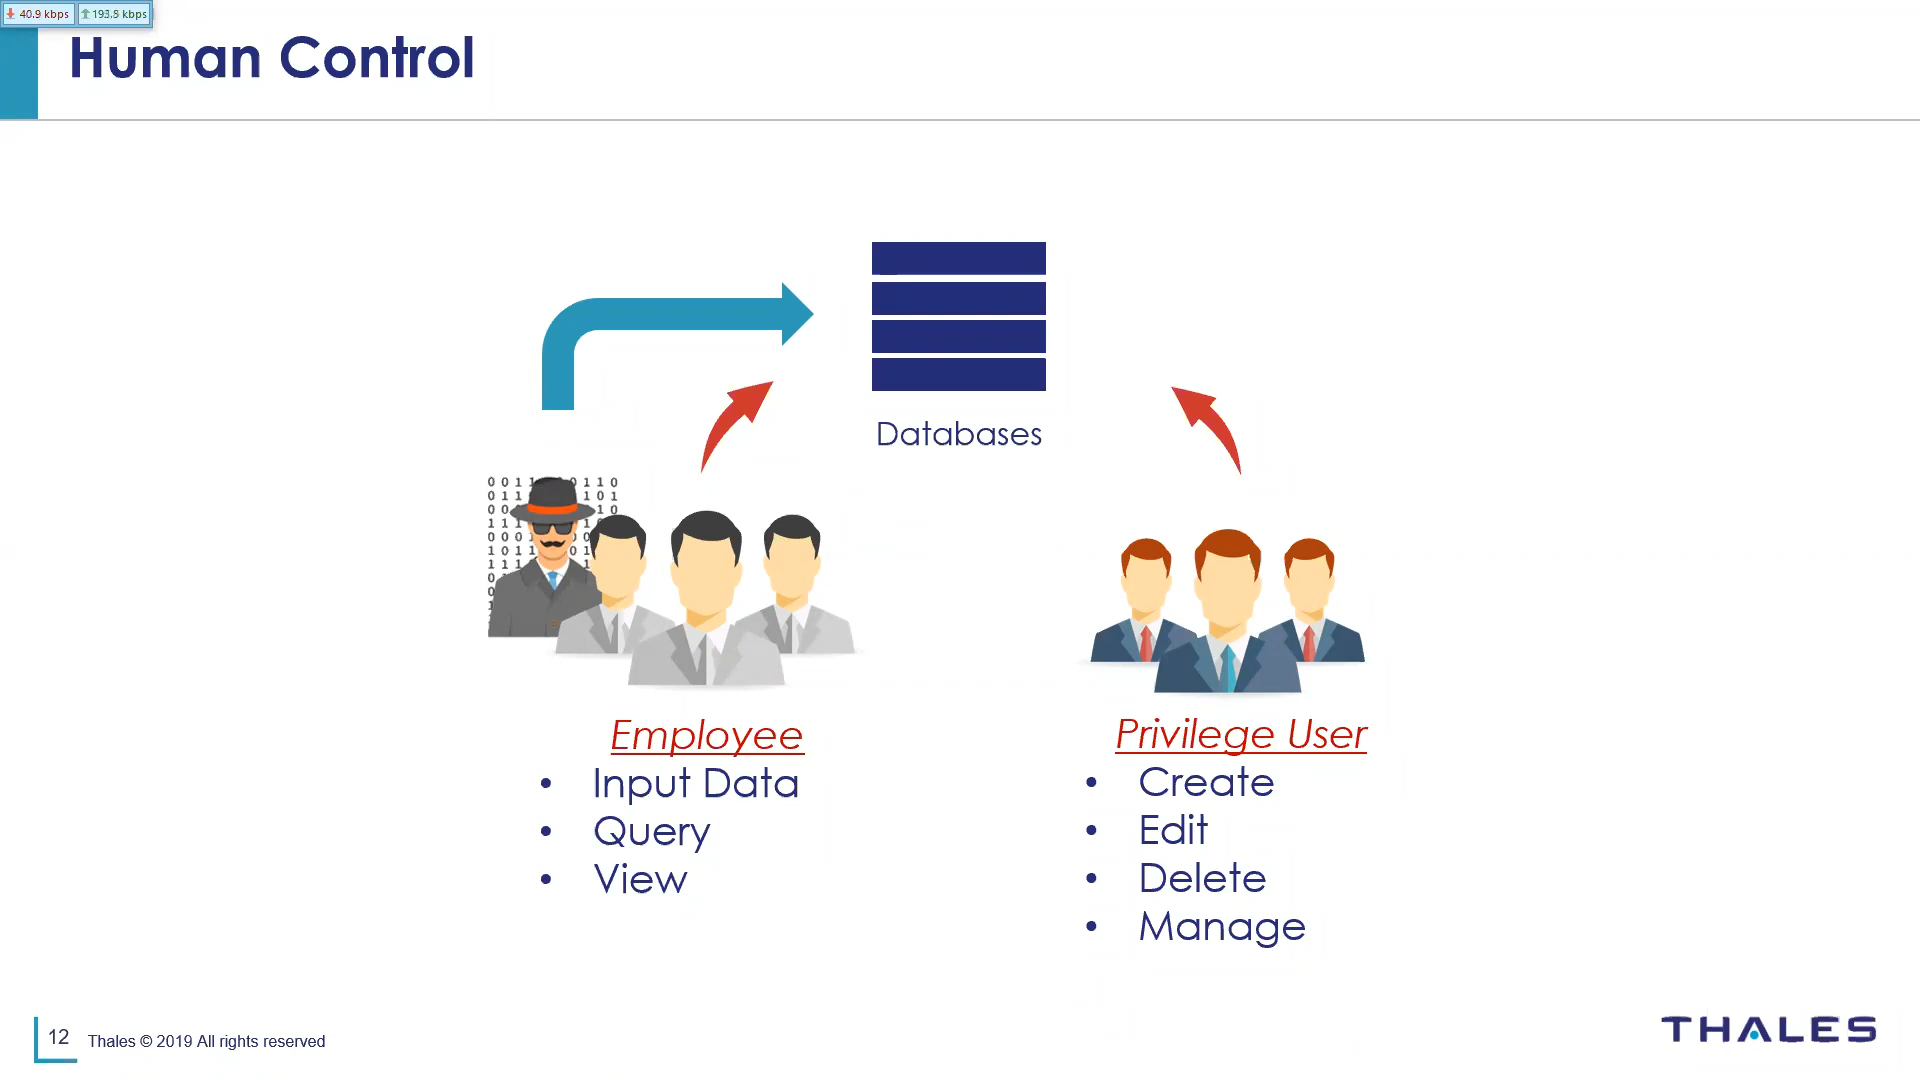 40.9 kbps 193.5 kbps
Human Control
Databases
Employee
• Input Data
• Query
• View
Privilege User
• Create
• Edit
• Delete
• Manage
12 Thales © 2019 All rights reserved
THALES